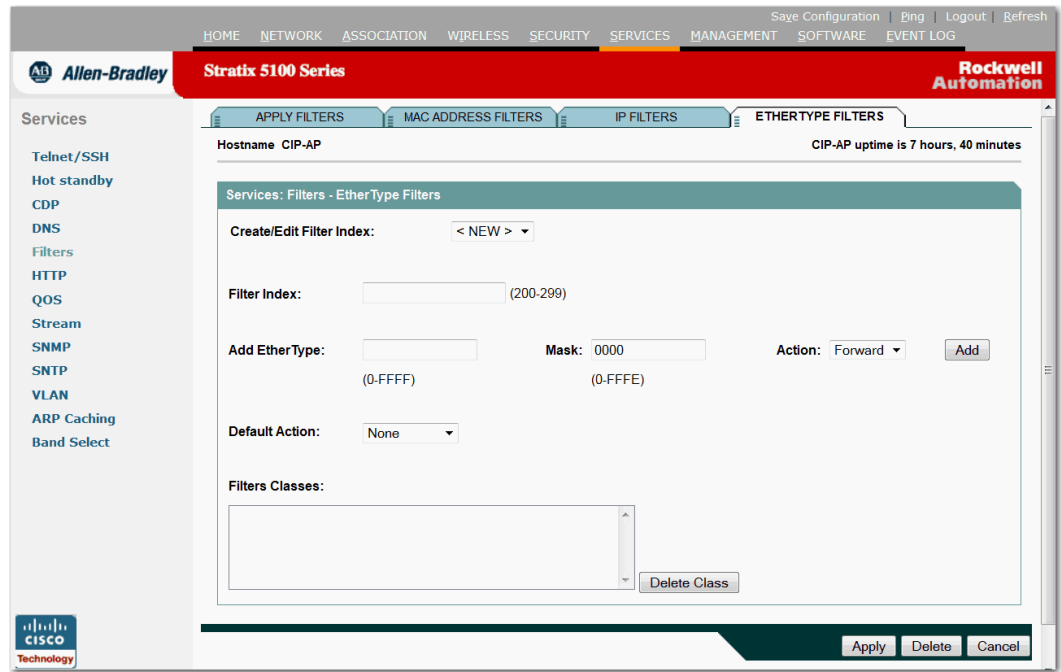 Save Configuration | Ping | Logout | Refresh
HOME NETWORK ASSOCIATION WIRELESS SECURITY SERVICES MANAGEMENT SOFTWARE EVENT LOG
AB Allen-Bradley
Stratix 5100 Series
Rockwell
Automation
Services
Telnet/SSH
Hot standby
CDP
DNS
Filters
HTTP
QOS
Stream
SNMP
SNTP
VLAN
ARP Caching
Band Select
APPLY FILTERS MAC ADDRESS FILTERS IP FILTERS ETHERTYPE FILTERS
Hostname CIP-AP CIP-AP uptime is 7 hours, 40 minutes
Services: Filters - EtherType Filters
Create/Edit Filter Index: < NEW >
Filter Index: (200-299)
Add EtherType: Mask: 0000 Action: Forward Add
(0-FFFF) (0-FFFE)
Default Action: None
Filters Classes:
Delete Class
CISCO
Technology
Apply Delete Cancel